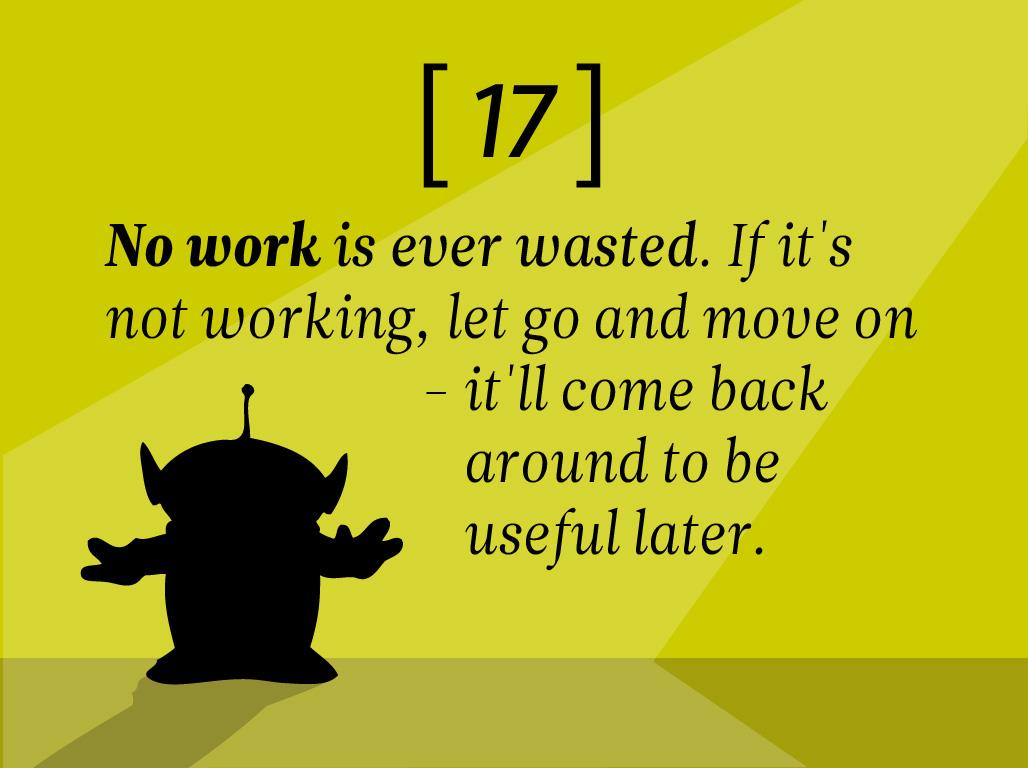 [ 17 ]
No work is ever wasted. If it's
not working, let go and move on
– it'll come back
around to be
useful later.